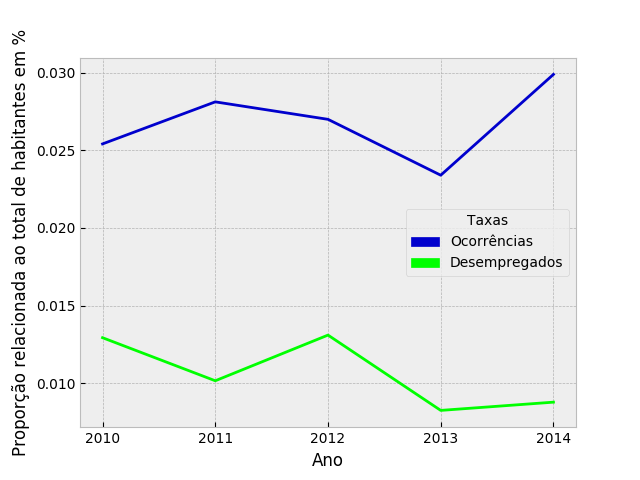 Proporção relacionada ao total de habitantes em %
0.030
0.025
0.020
0.015
0.010
Taxas
Ocorrências
Desempregados
2010 2011 2012 2013 2014
Ano